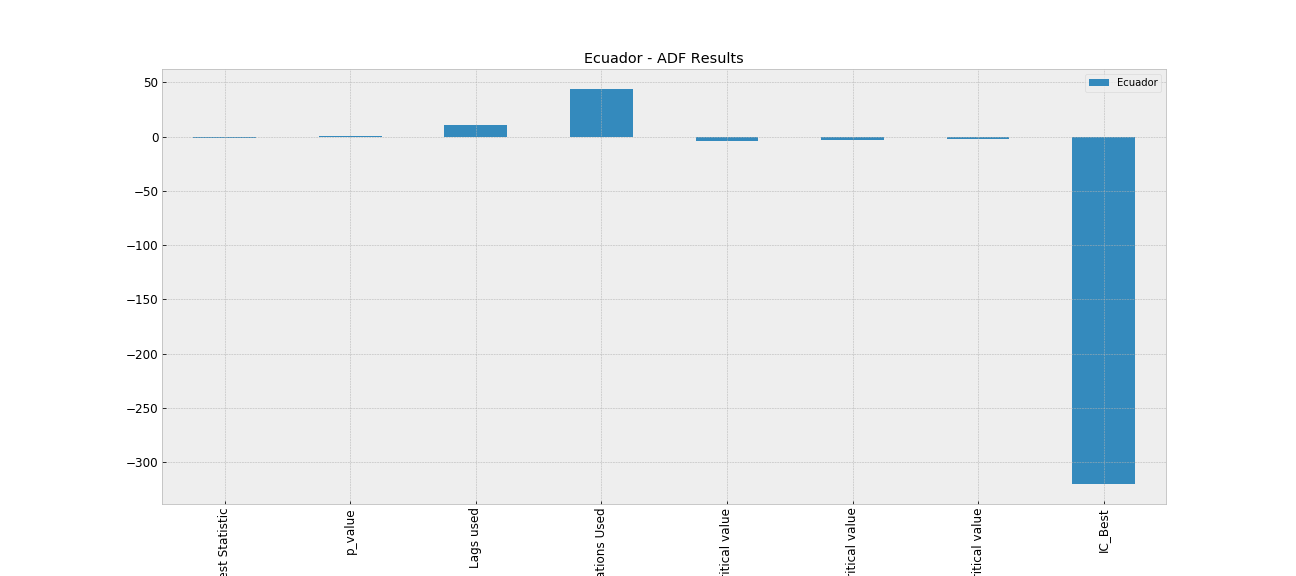 Ecuador - ADF Results
Ecuador
50
0
−50
−100
−150
−200
−250
−300
est Statistic
p_value
Lags used
ations Used
ritical value
ritical value
ritical value
IC_Best